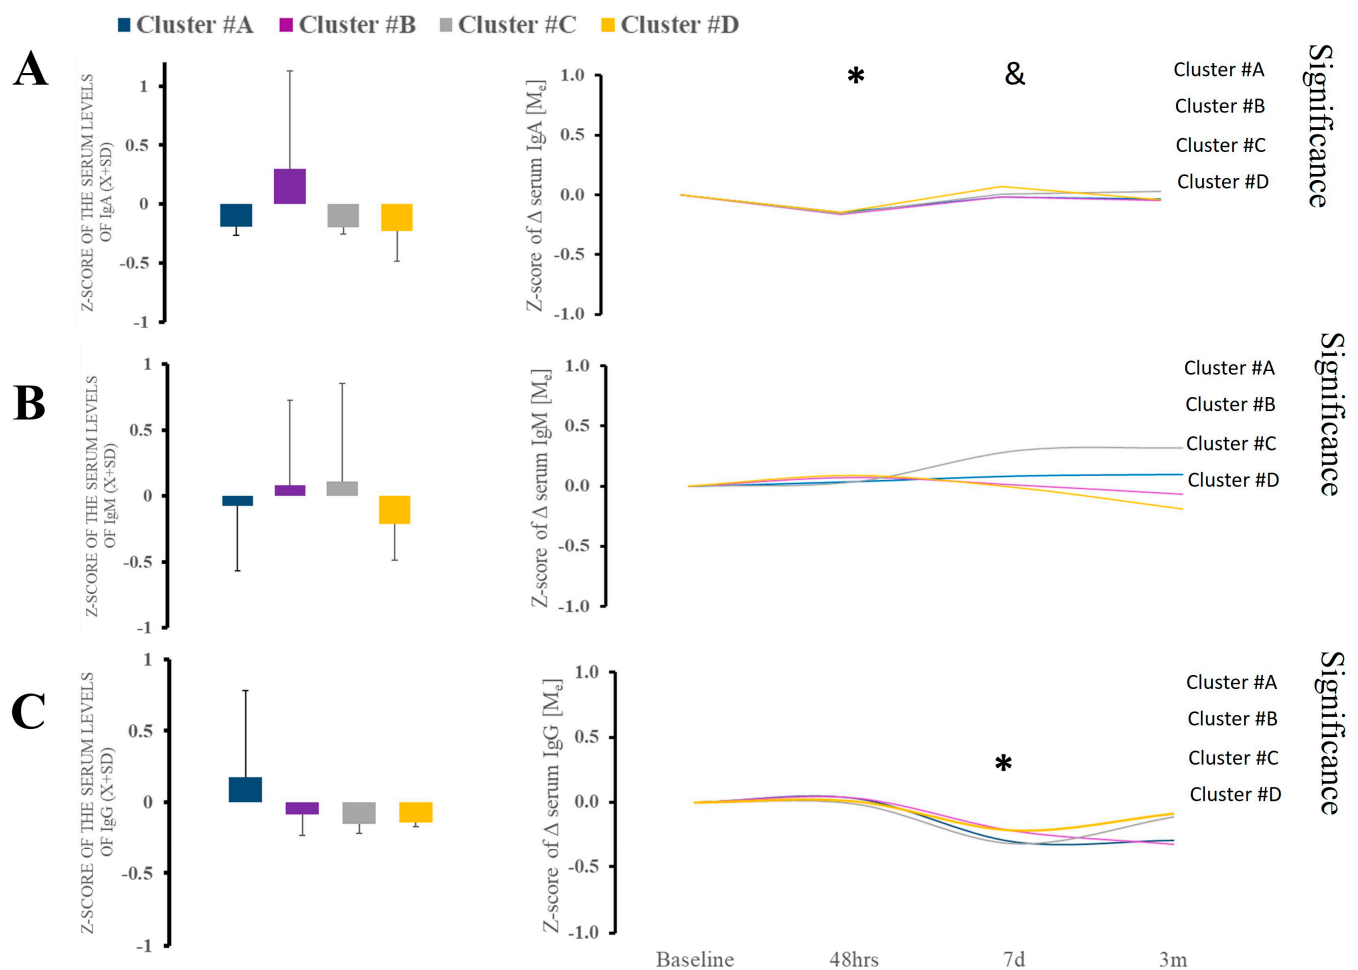 Cluster #A Cluster #B Cluster #C Cluster #D
A
Z-SCORE OF THE SERUM LEVELS
OF IgA (X+SD)
1
0.5
0
-0.5
-1
Z-score of Δ serum IgA [Me]
1.0
0.5
0.0
-0.5
-1.0
*
&
Cluster #A
Cluster #B
Cluster #C
Cluster #D
Significance
B
Z-SCORE OF THE SERUM LEVELS
OF IgM (X+SD)
1
0.5
0
-0.5
-1
Z-score of Δ serum IgM [Me]
1.0
0.5
0.0
-0.5
-1.0
Cluster #A
Cluster #B
Cluster #C
Cluster #D
Significance
C
Z-SCORE OF THE SERUM LEVELS
OF IgG (X+SD)
1
0.5
0
-0.5
-1
Z-score of Δ serum IgG [Me]
1.0
0.5
0.0
-0.5
-1.0
*
Cluster #A
Cluster #B
Cluster #C
Cluster #D
Significance
Baseline 48hrs 7d 3m